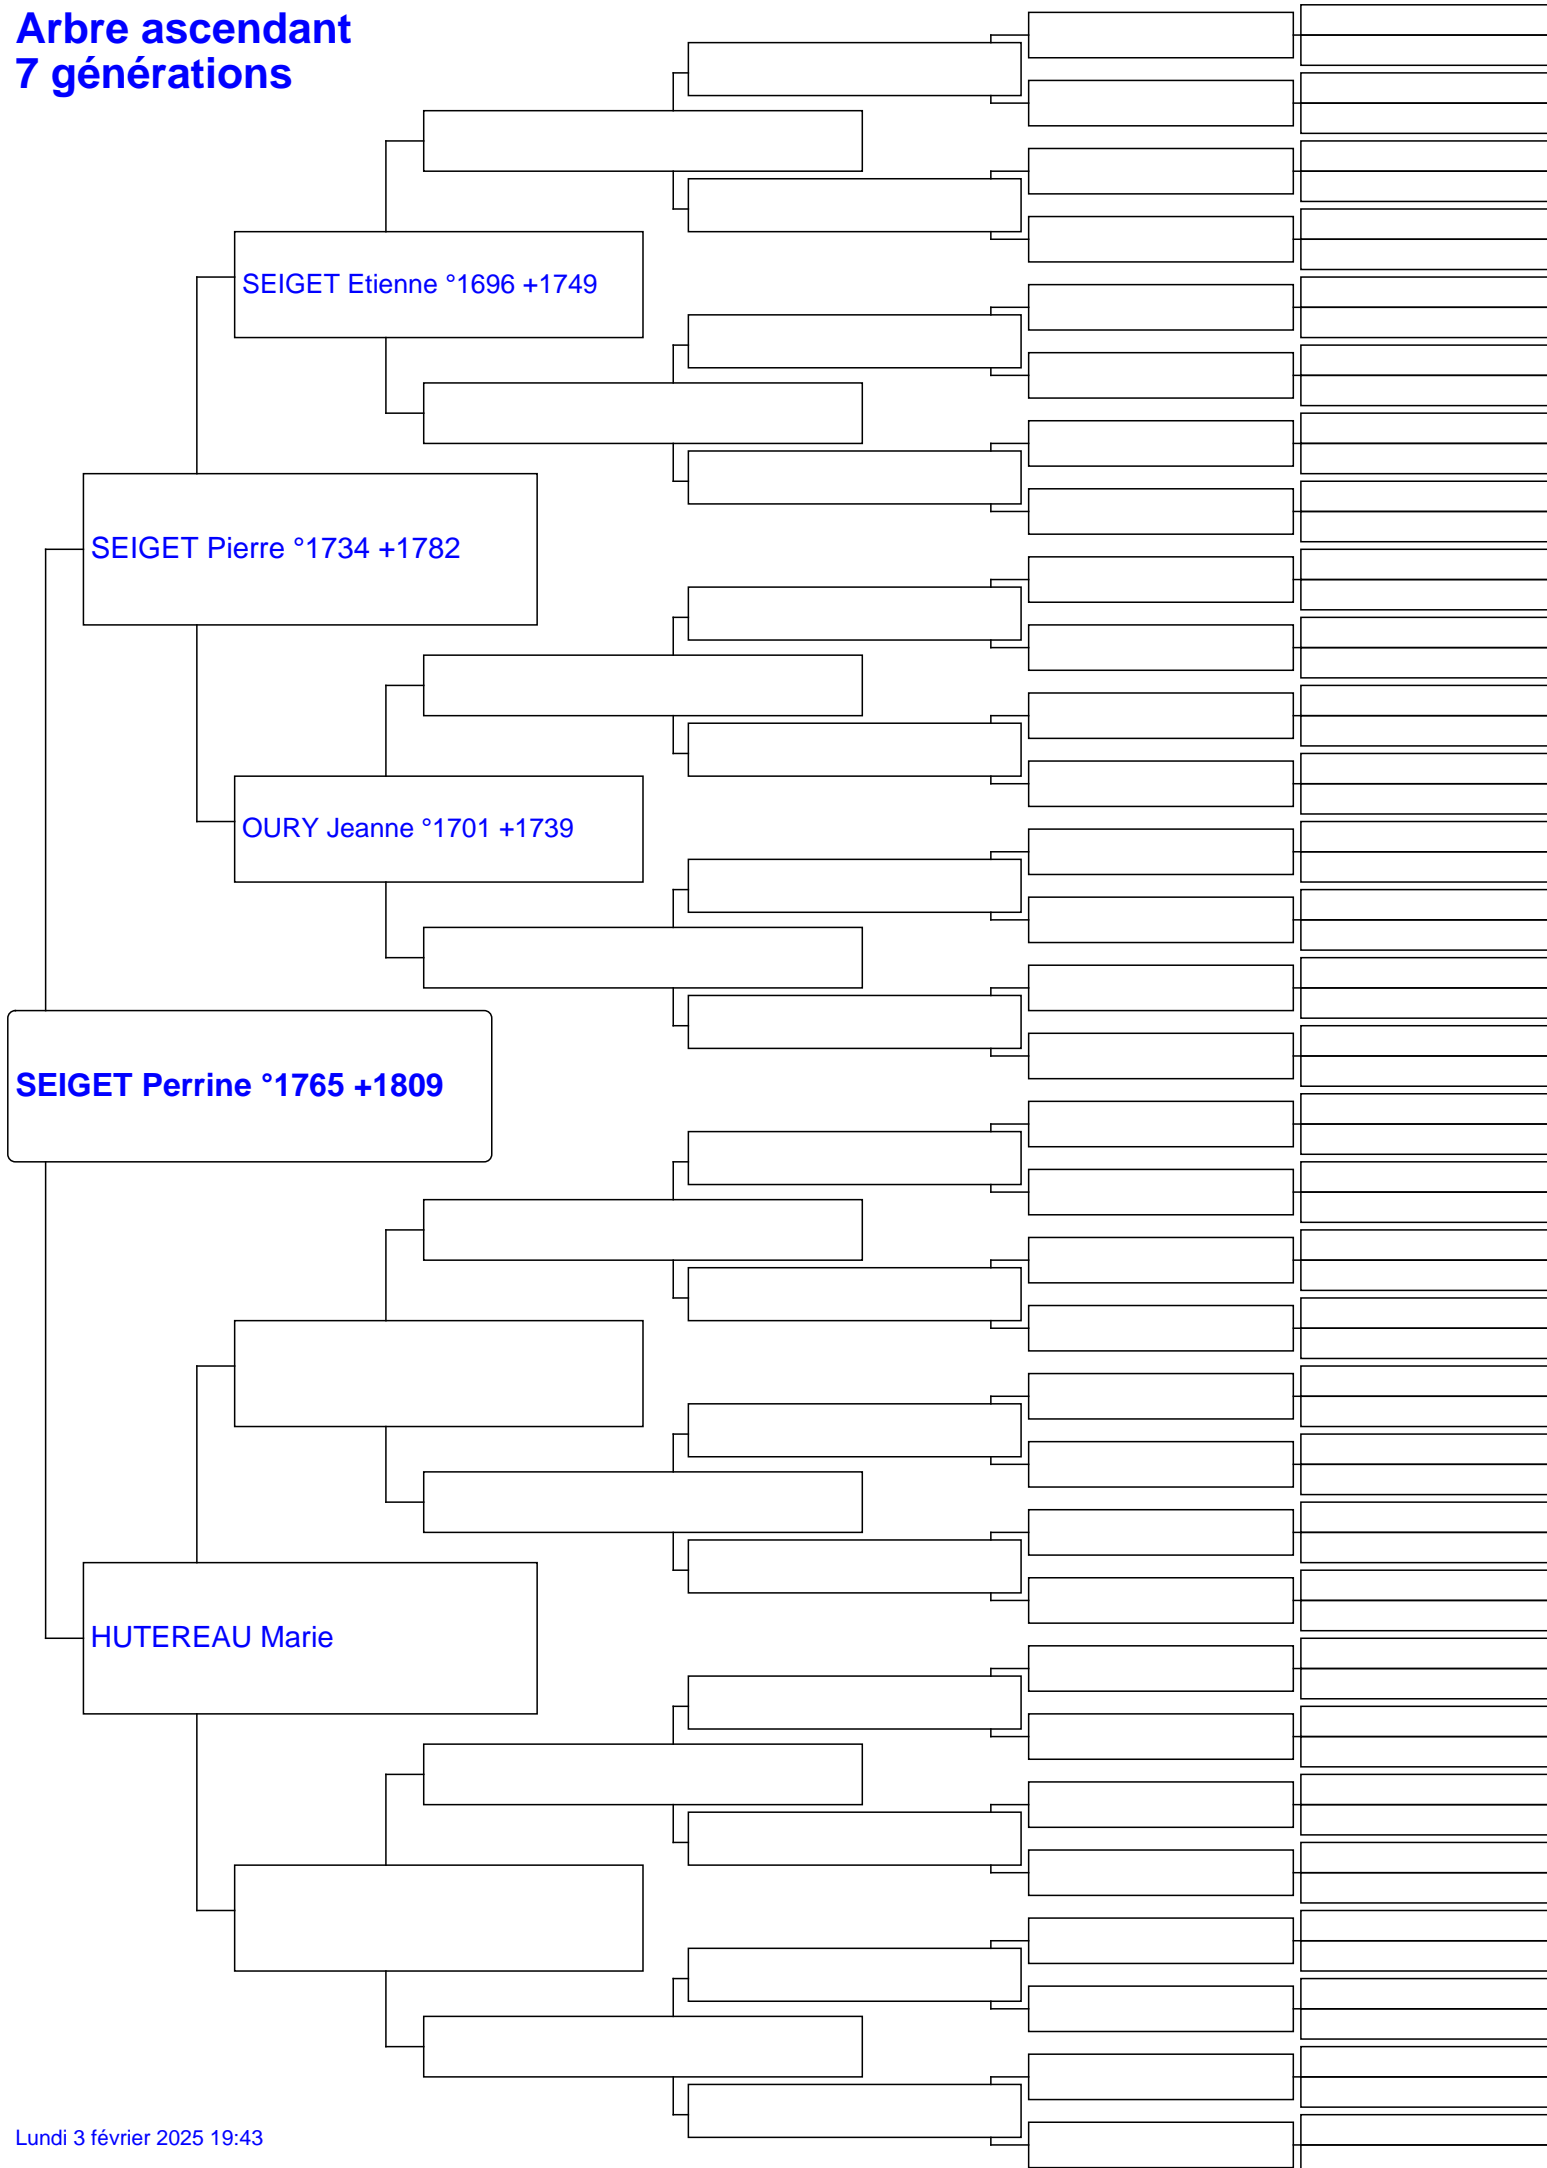 Arbre ascendant
7 générations
SEIGET Etienne °1696 +1749
SEIGET Pierre °1734 +1782
OURY Jeanne °1701 +1739
SEIGET Perrine °1765 +1809
HUTEREAU Marie
Lundi 3 février 2025 19:43